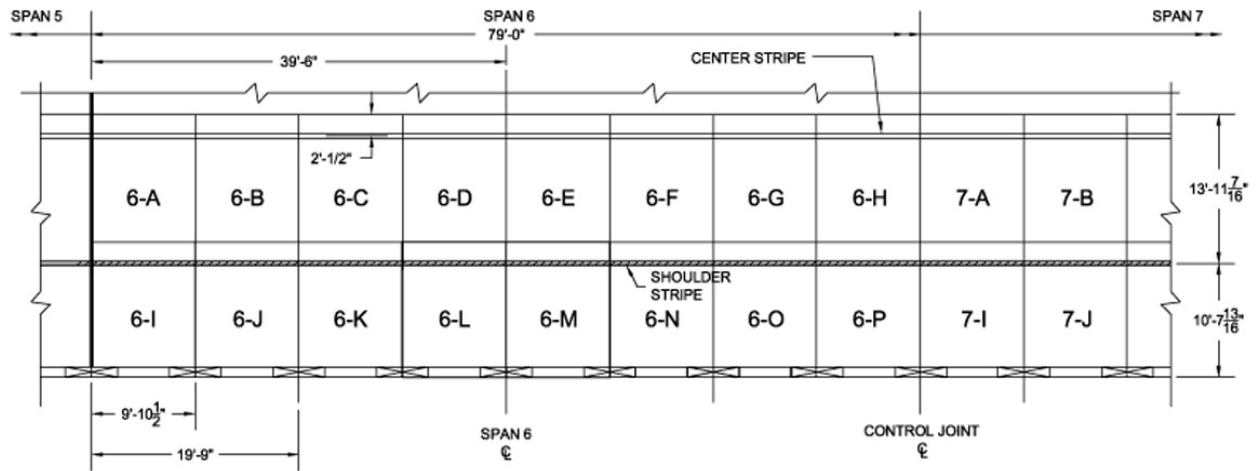 SPAN 5
SPAN 6
SPAN 7
79'-0"
39'-6"
CENTER STRIPE
2'-1/2"
13'-11 7/16"
6-A 6-B 6-C 6-D 6-E 6-F 6-G 6-H 7-A 7-B
SHOULDER
STRIPE
6-I 6-J 6-K 6-L 6-M 6-N 6-O 6-P 7-I 7-J
10'-7 13/16"
9'-10 1/2"
19'-9"
SPAN 6
℄
CONTROL JOINT
℄